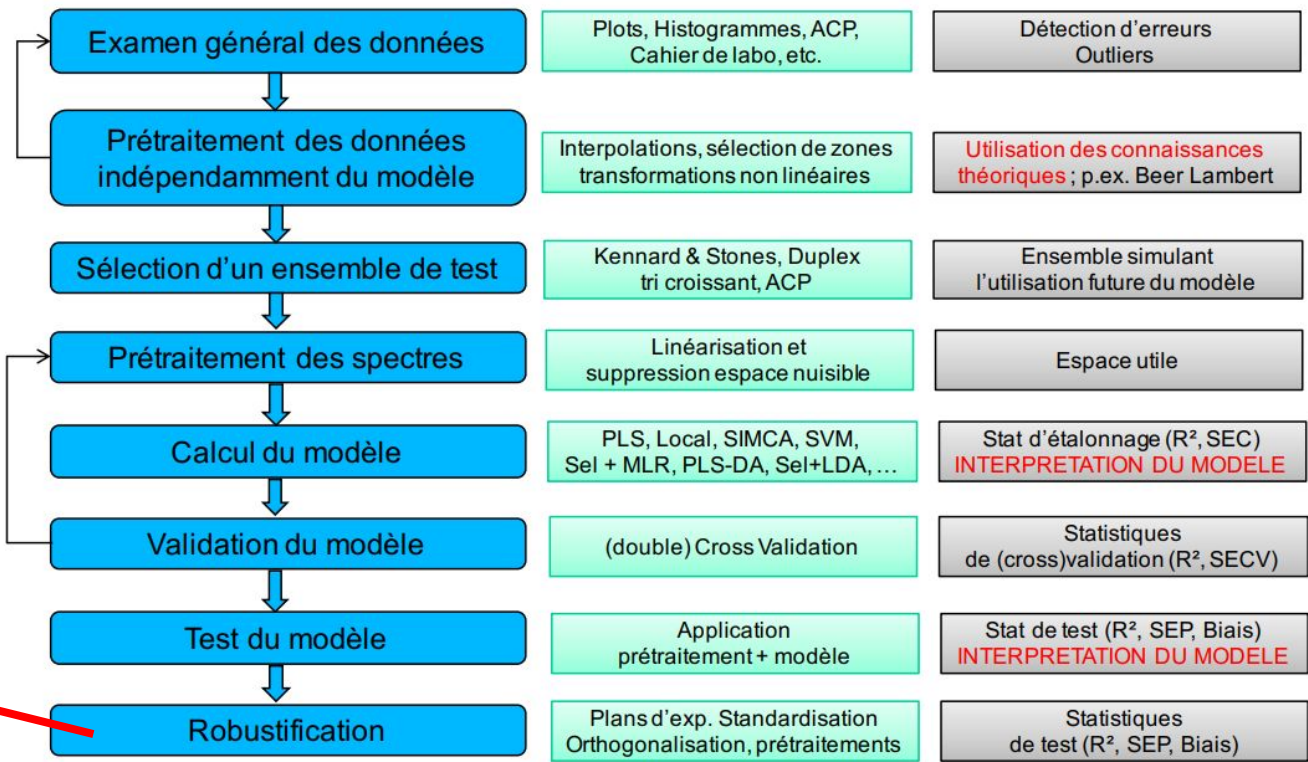 Examen général des données
Plots, Histogrammes, ACP,
Cahier de labo, etc.
Détection d'erreurs
Outliers
Prétraitement des données
indépendamment du modèle
Interpolations, sélection de zones
transformations non linéaires
Utilisation des connaissances
théoriques ; p.ex. Beer Lambert
Sélection d'un ensemble de test
Kennard & Stones, Duplex
tri croissant, ACP
Ensemble simulant
l'utilisation future du modèle
Prétraitement des spectres
Linéarisation et
suppression espace nuisible
Espace utile
Calcul du modèle
PLS, Local, SIMCA, SVM,
Sel + MLR, PLS-DA, Sel+LDA, …
Stat d'étalonnage (R², SEC)
INTERPRETATION DU MODELE
Validation du modèle
(double) Cross Validation
Statistiques
de (cross)validation (R², SECV)
Test du modèle
Application
prétraitement + modèle
Stat de test (R², SEP, Biais)
INTERPRETATION DU MODELE
Robustification
Plans d'exp. Standardisation
Orthogonalisation, prétraitements
Statistiques
de test (R², SEP, Biais)